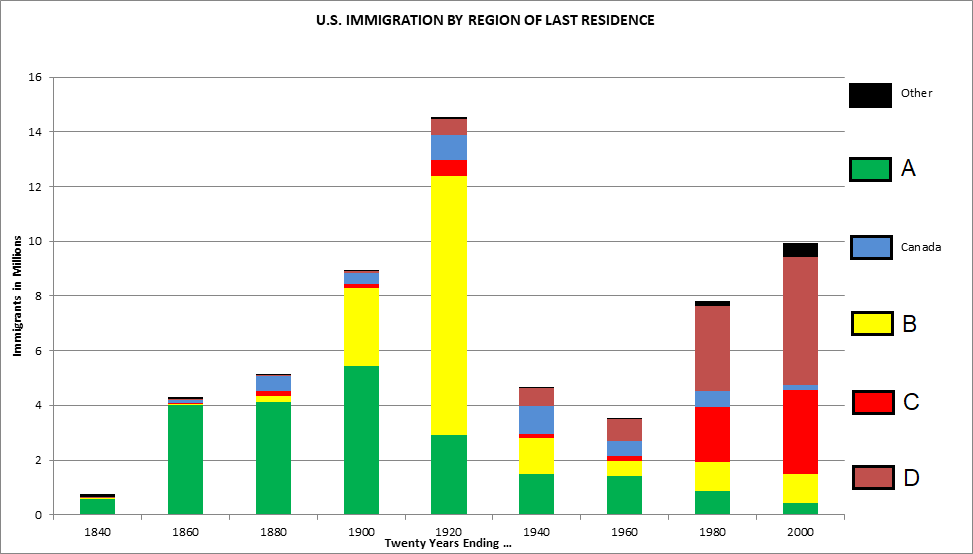 U.S. IMMIGRATION BY REGION OF LAST RESIDENCE
Immigrants in Millions
16
14
12
10
8
6
4
2
0
1840 1860 1880 1900 1920 1940 1960 1980 2000
Twenty Years Ending ...
Other
A
Canada
B
C
D